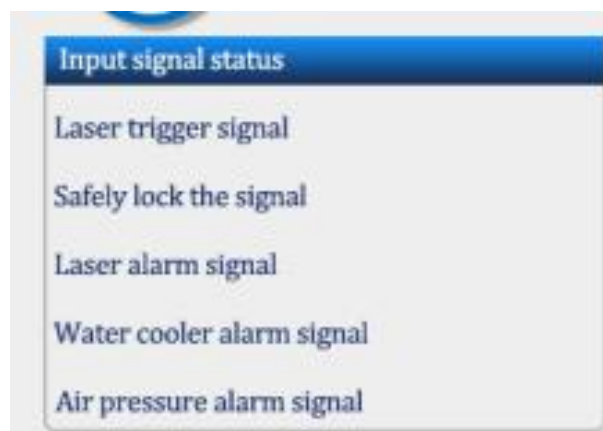 Input signal status
Laser trigger signal
Safely lock the signal
Laser alarm signal
Water cooler alarm signal
Air pressure alarm signal